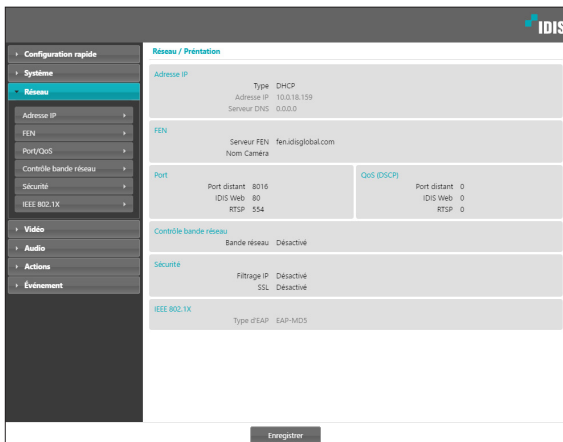 IDIS
Configuration rapide
Système
Réseau
Adresse IP
FEN
Port/QoS
Contrôle bande réseau
Sécurité
IEEE 802.1X
Vidéo
Audio
Actions
Événement
Réseau / Préntation
Adresse IP
Type DHCP
Adresse IP 10.0.18.159
Serveur DNS 0.0.0.0
FEN
Serveur FEN fen.idisglobal.com
Nom Caméra
Port
Port distant 8016
IDIS Web 80
RTSP 554
QoS (DSCP)
Port distant 0
IDIS Web 0
RTSP 0
Contrôle bande réseau
Bande réseau Désactivé
Sécurité
Filtrage IP Désactivé
SSL Désactivé
IEEE 802.1X
Type d'EAP EAP-MD5
Enregistrer